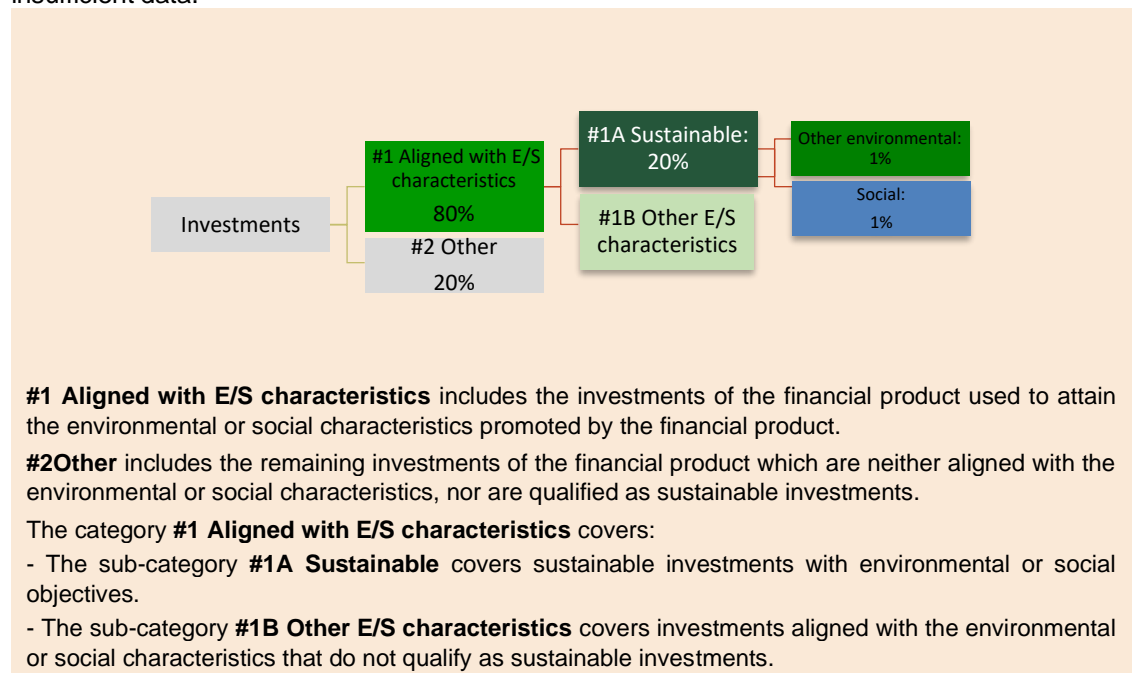 insufficient data.
#1A Sustainable:
20%
Other environmental:
1%
#1 Aligned with E/S
characteristics
80%
Social:
1%
Investments
#1B Other E/S
characteristics
#2 Other
20%
#1 Aligned with E/S characteristics includes the investments of the financial product used to attain
the environmental or social characteristics promoted by the financial product.
#2Other includes the remaining investments of the financial product which are neither aligned with the
environmental or social characteristics, nor are qualified as sustainable investments.
The category #1 Aligned with E/S characteristics covers:
- The sub-category #1A Sustainable covers sustainable investments with environmental or social
objectives.
- The sub-category #1B Other E/S characteristics covers investments aligned with the environmental
or social characteristics that do not qualify as sustainable investments.